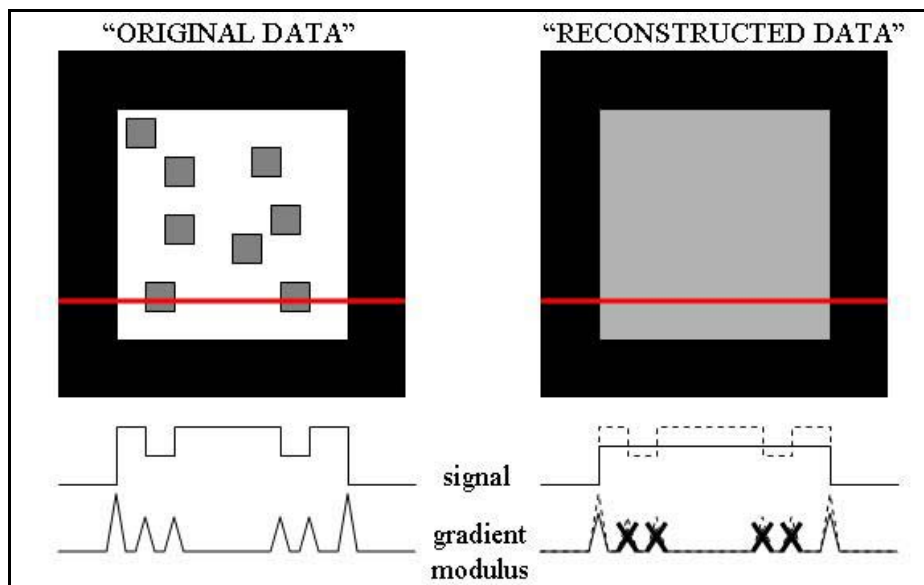 “ORIGINAL DATA”
“RECONSTRUCTED DATA”
signal
gradient
modulus